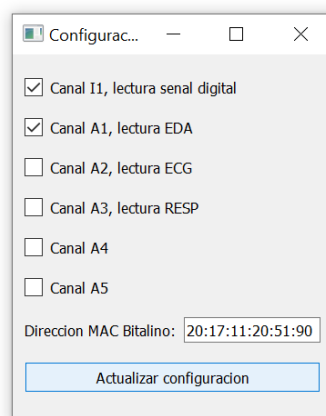 Configurac...
Canal I1, lectura senal digital
Canal A1, lectura EDA
Canal A2, lectura ECG
Canal A3, lectura RESP
Canal A4
Canal A5
Direccion MAC Bitalino: 20:17:11:20:51:90
Actualizar configuracion